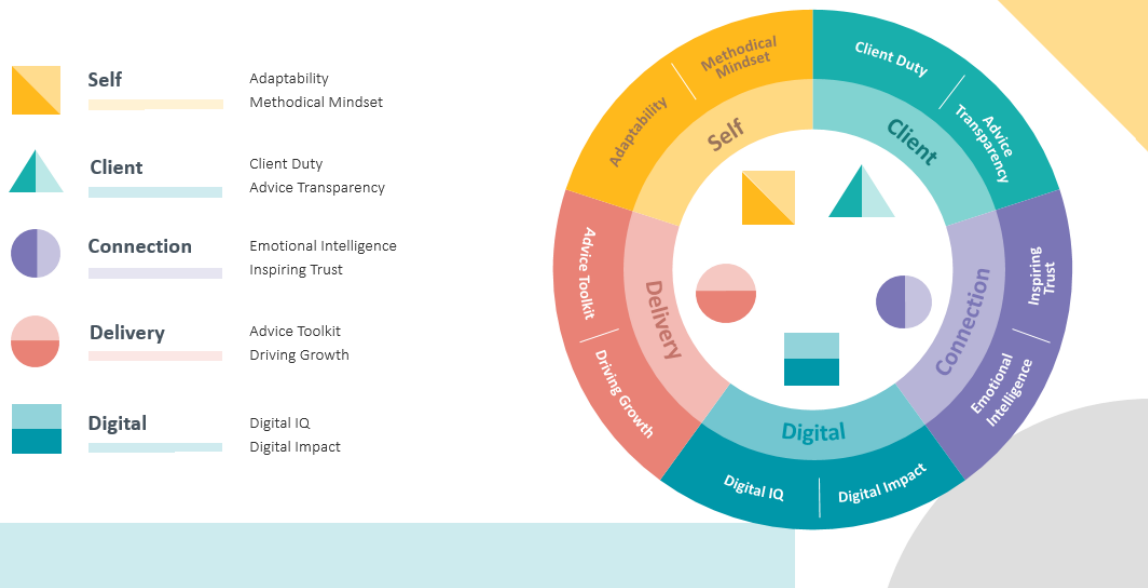 Self
Adaptability
Methodical Mindset
Client
Client Duty
Advice Transparency
Connection
Emotional Intelligence
Inspiring Trust
Delivery
Advice Toolkit
Driving Growth
Digital
Digital IQ
Digital Impact
Methodical
Mindset
Adaptability
Self
Client Duty
Advice
Transparency
Client
Inspiring
Trust
Emotional
Intelligence
Connection
Digital Impact
Digital IQ
Digital
Driving Growth
Advice Toolkit
Delivery